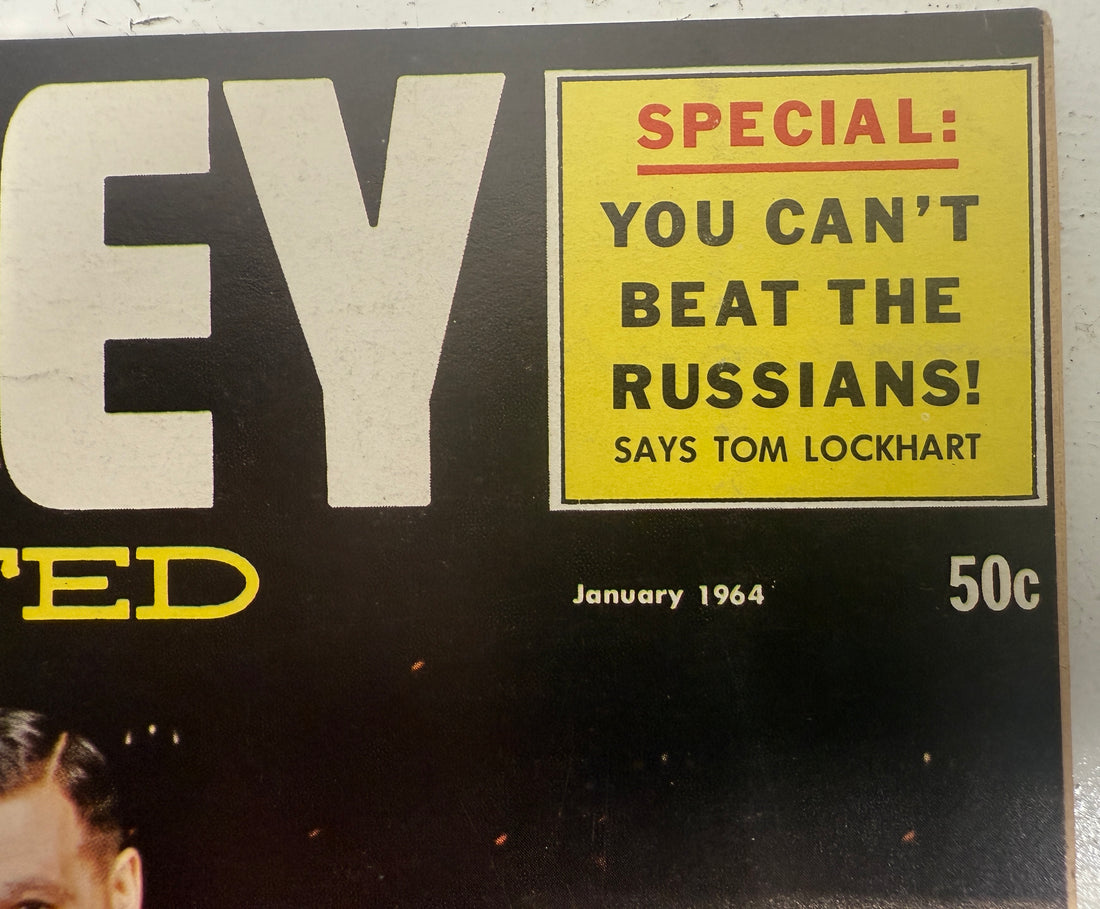 EY
SPECIAL:
YOU CAN'T
BEAT THE
RUSSIANS!
SAYS TOM LOCKHART
TED
January 1964
50c